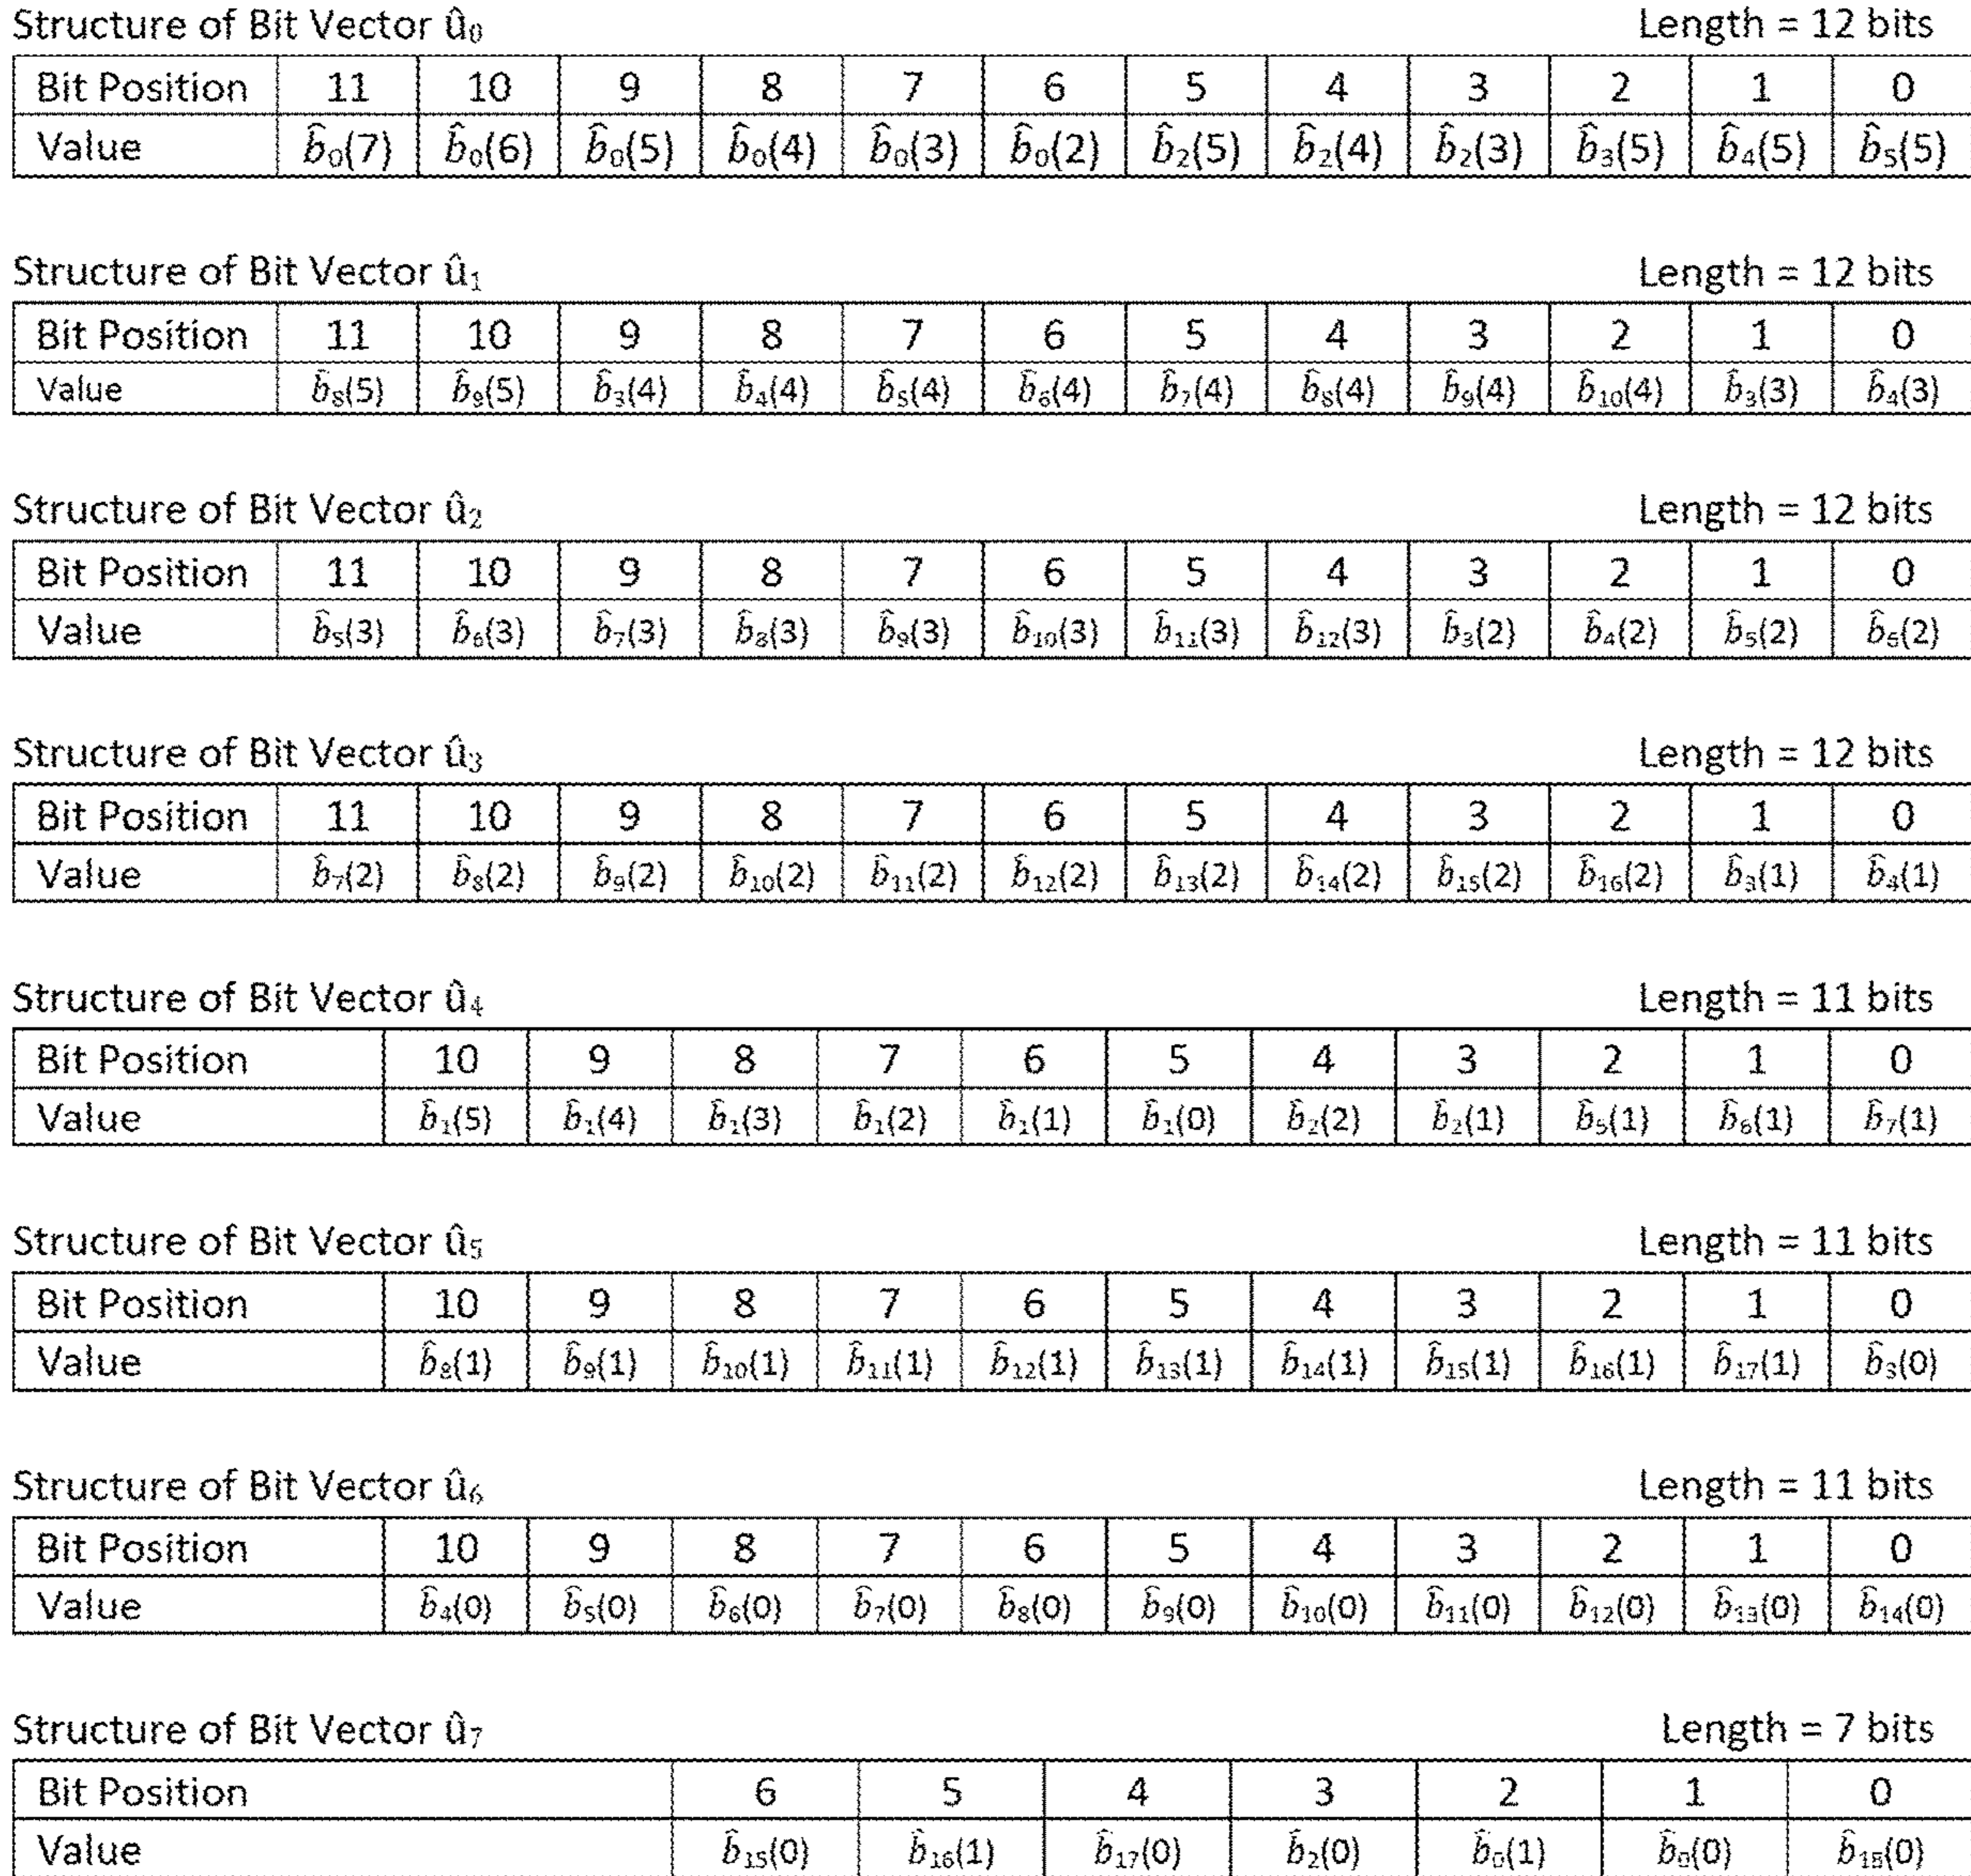 Structure of Bit Vector û₀ Length = 12 bits
Bit Position 11 10 9 8 7 6 5 4 3 2 1 0
Value b̂₀(7) b̂₀(6) b̂₀(5) b̂₀(4) b̂₀(3) b̂₀(2) b̂₂(5) b̂₂(4) b̂₂(3) b̂₃(5) b̂₄(5) b̂₅(5)
Structure of Bit Vector û₁ Length = 12 bits
Bit Position 11 10 9 8 7 6 5 4 3 2 1 0
Value b̂₈(5) b̂₉(5) b̂₃(4) b̂₄(4) b̂₅(4) b̂₆(4) b̂₇(4) b̂₈(4) b̂₉(4) b̂₁₀(4) b̂₃(3) b̂₄(3)
Structure of Bit Vector û₂ Length = 12 bits
Bit Position 11 10 9 8 7 6 5 4 3 2 1 0
Value b̂₅(3) b̂₆(3) b̂₇(3) b̂₈(3) b̂₉(3) b̂₁₀(3) b̂₁₁(3) b̂₁₂(3) b̂₃(2) b̂₄(2) b̂₅(2) b̂₆(2)
Structure of Bit Vector û₃ Length = 12 bits
Bit Position 11 10 9 8 7 6 5 4 3 2 1 0
Value b̂₇(2) b̂₈(2) b̂₉(2) b̂₁₀(2) b̂₁₁(2) b̂₁₂(2) b̂₁₃(2) b̂₁₄(2) b̂₁₅(2) b̂₁₆(2) b̂₃(1) b̂₄(1)
Structure of Bit Vector û₄ Length = 11 bits
Bit Position 10 9 8 7 6 5 4 3 2 1 0
Value b̂₁(5) b̂₁(4) b̂₁(3) b̂₁(2) b̂₁(1) b̂₁(0) b̂₂(2) b̂₂(1) b̂₅(1) b̂₆(1) b̂₇(1)
Structure of Bit Vector û₅ Length = 11 bits
Bit Position 10 9 8 7 6 5 4 3 2 1 0
Value b̂₈(1) b̂₉(1) b̂₁₀(1) b̂₁₁(1) b̂₁₂(1) b̂₁₃(1) b̂₁₄(1) b̂₁₅(1) b̂₁₆(1) b̂₁₇(1) b̂₃(0)
Structure of Bit Vector û₆ Length = 11 bits
Bit Position 10 9 8 7 6 5 4 3 2 1 0
Value b̂₄(0) b̂₅(0) b̂₆(0) b̂₇(0) b̂₈(0) b̂₉(0) b̂₁₀(0) b̂₁₁(0) b̂₁₂(0) b̂₁₃(0) b̂₁₄(0)
Structure of Bit Vector û₇ Length = 7 bits
Bit Position 6 5 4 3 2 1 0
Value b̂₁₅(0) b̂₁₆(1) b̂₁₇(0) b̂₂(0) b̂₀(1) b̂₀(0) b̂₁₈(0)